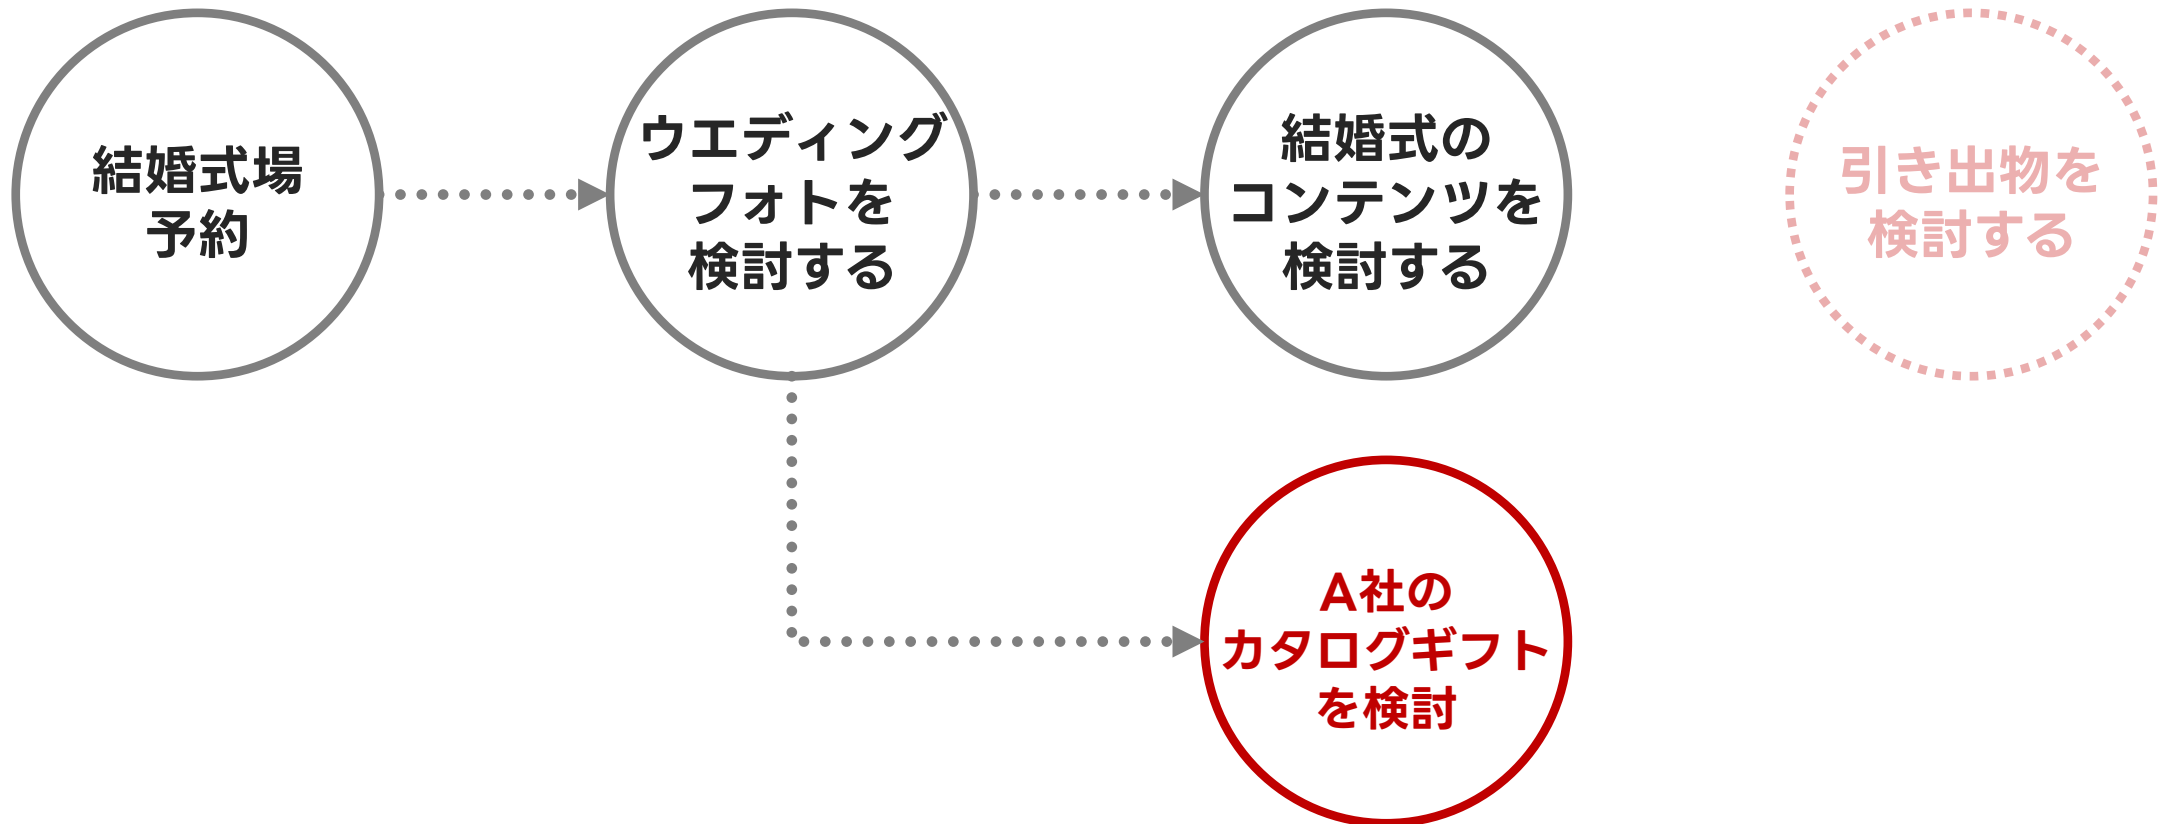 結婚式場
予約
ウエディング
フォトを
検討する
結婚式の
コンテンツを
検討する
引き出物を
検討する
A社の
カタログギフト
を検討